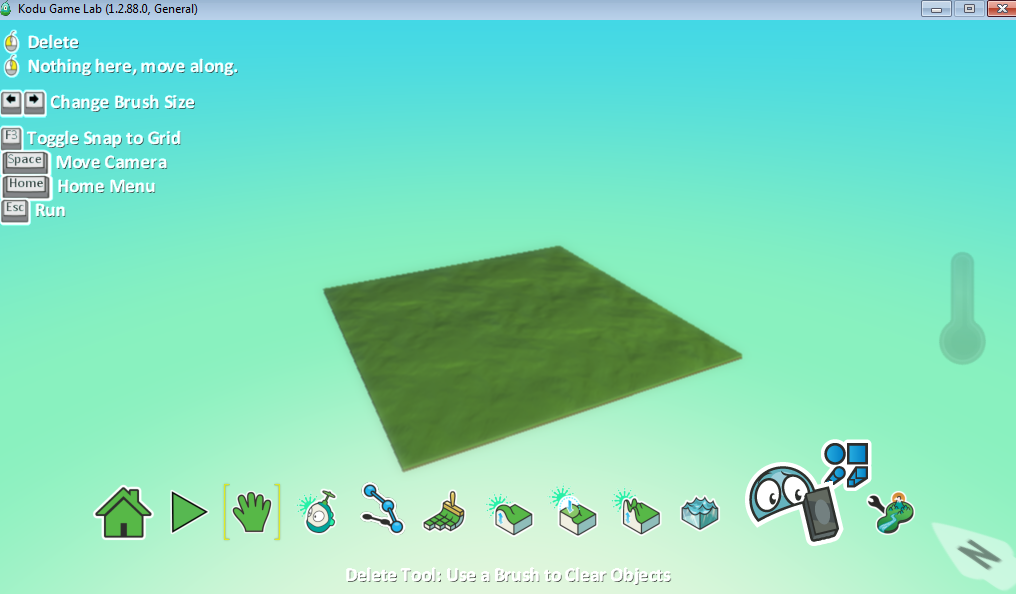 Kodu Game Lab (1.2.88.0, General)
Delete
Nothing here, move along.
Change Brush Size
F3 Toggle Snap to Grid
Space Move Camera
Home Home Menu
Esc Run
N
Delete Tool: Use a Brush to Clear Objects